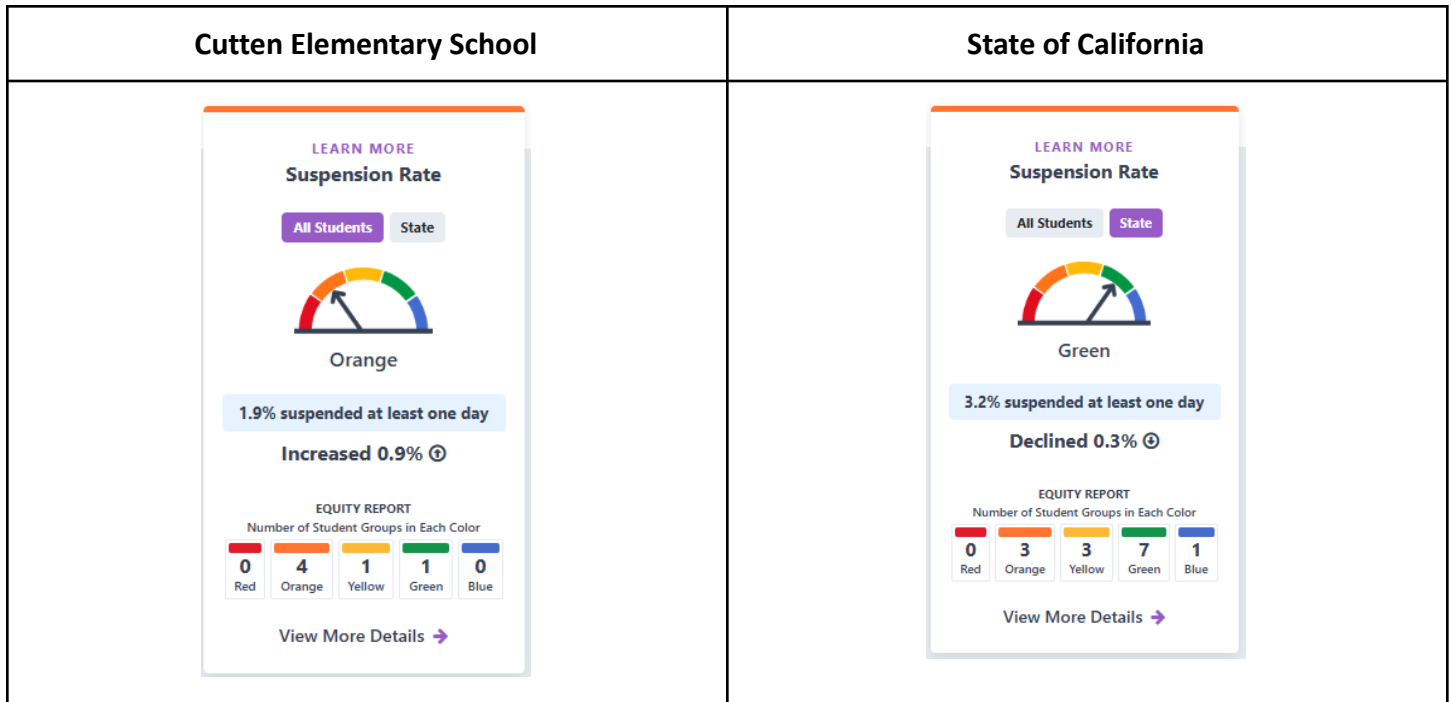 Cutten Elementary School
State of California
LEARN MORE
Suspension Rate
All Students State
Orange
1.9% suspended at least one day
Increased 0.9%
EQUITY REPORT
Number of Student Groups in Each Color
0 4 1 1 0
Red Orange Yellow Green Blue
View More Details
LEARN MORE
Suspension Rate
All Students State
Green
3.2% suspended at least one day
Declined 0.3%
EQUITY REPORT
Number of Student Groups in Each Color
0 3 3 7 1
Red Orange Yellow Green Blue
View More Details